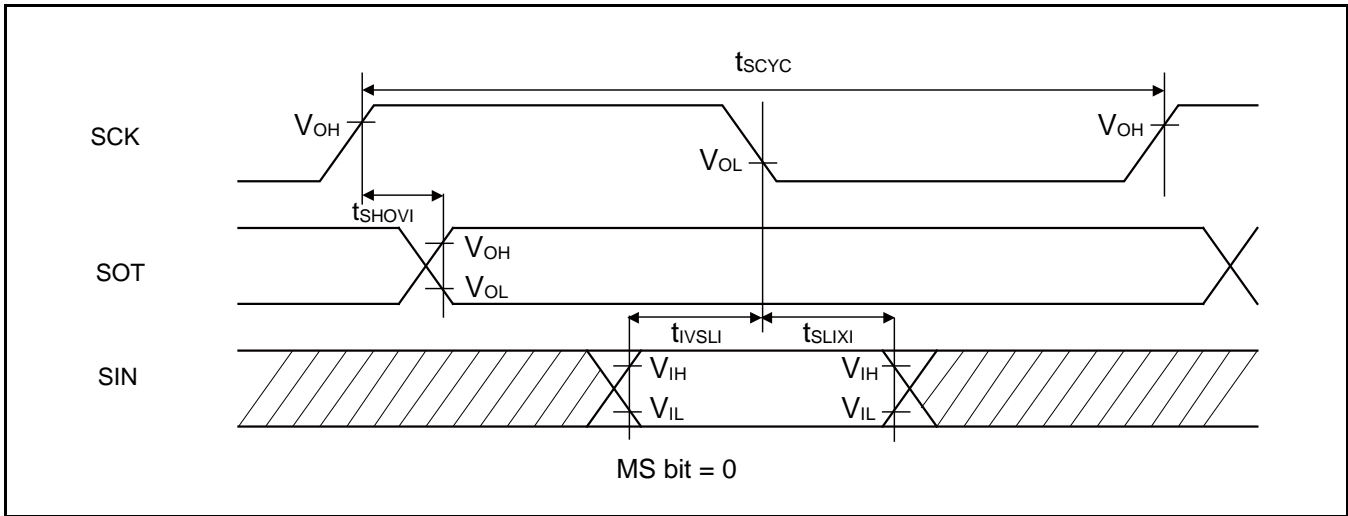 tSCYC
SCK
VOH
VOL
VOH
tSHOVI
SOT
VOH
VOL
tIVSLI
tSLIXI
SIN
VIH
VIH
VIL
VIL
MS bit = 0